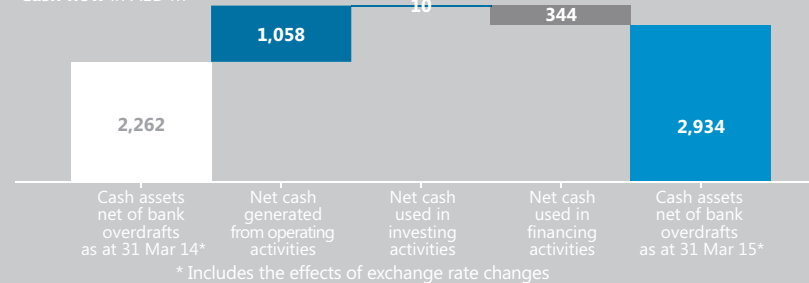 10
344
1,058
2,262
2,934
Cash assets
net of bank
overdrafts
as at 31 Mar 14*
Net cash
generated
from operating
activities
Net cash
used in
investing
activities
Net cash
used in
financing
activities
Cash assets
net of bank
overdrafts
as at 31 Mar 15*
* Includes the effects of exchange rate changes